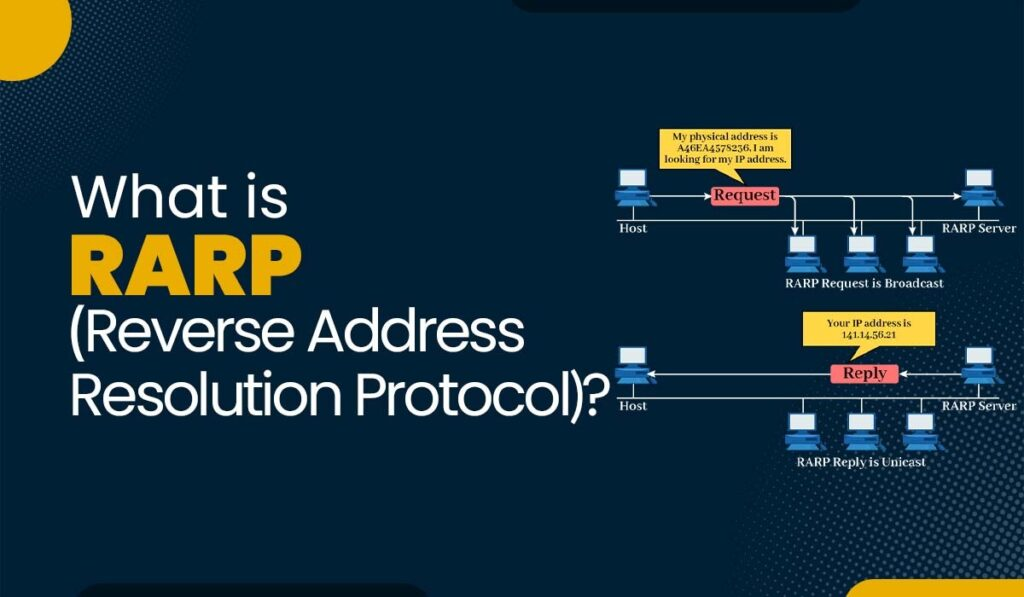 What is
RARP
(Reverse Address
Resolution Protocol)?
My physical address is
A46EA4578236. I am
looking for my IP address.
Request
Host
RARP Server
RARP Request is Broadcast
Your IP address is
141.14.56.21
Reply
Host
RARP Server
RARP Reply is Unicast